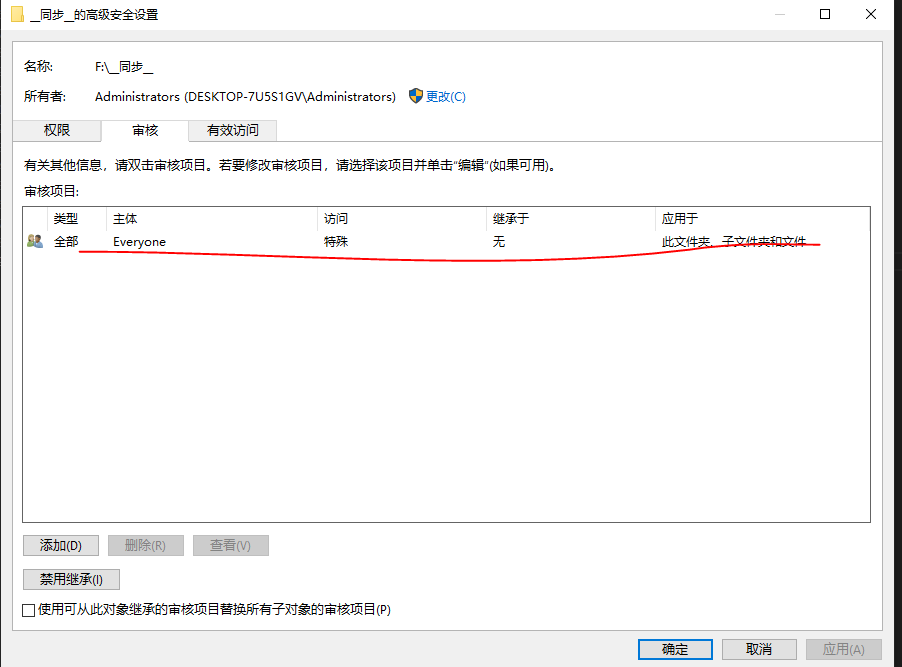 __同步__的高级安全设置
名称: F:\__同步__
所有者: Administrators (DESKTOP-7U5S1GV\Administrators) 更改(C)
权限 审核 有效访问
有关其他信息，请双击审核项目。若要修改审核项目，请选择该项目并单击“编辑”(如果可用)。
审核项目:
类型 主体 访问 继承于 应用于
全部 Everyone 特殊 无 此文件夹、子文件夹和文件
添加(D) 删除(R) 查看(V)
禁用继承(I)
使用可从此对象继承的审核项目替换所有子对象的审核项目(P)
确定 取消 应用(A)